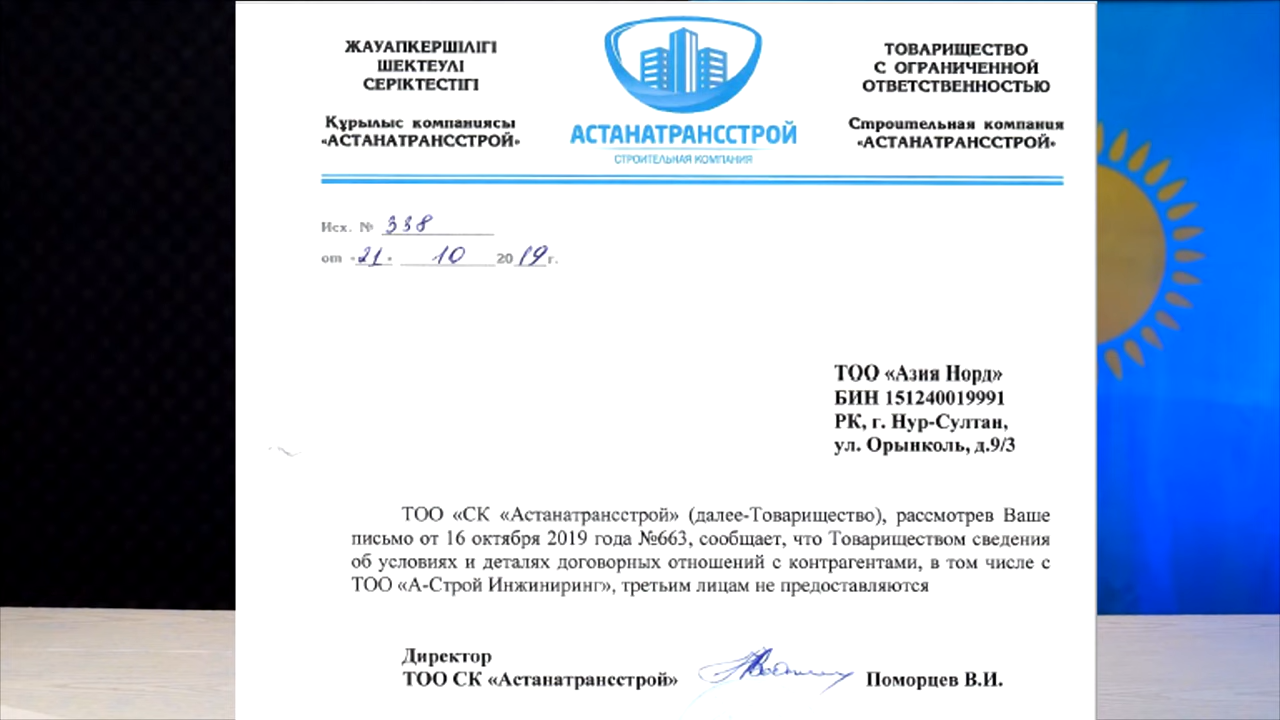 ЖАУАПКЕРШІЛІГІ
ШЕКТЕУЛІ
СЕРІКТЕСТІГІ
Құрылыс компаниясы
«АСТАНАТРАНССТРОЙ»
АСТАНАТРАНССТРОЙ
СТРОИТЕЛЬНАЯ КОМПАНИЯ
ТОВАРИЩЕСТВО
С ОГРАНИЧЕННОЙ
ОТВЕТСТВЕННОСТЬЮ
Строительная компания
«АСТАНАТРАНССТРОЙ»
Исх. № 338
от «21» 10 2019 г.
ТОО «Азия Норд»
БИН 151240019991
РК, г. Нур-Султан,
ул. Орынколь, д.9/3
ТОО «СК «Астанатрансстрой» (далее-Товарищество), рассмотрев Ваше
письмо от 16 октября 2019 года №663, сообщает, что Товариществом сведения
об условиях и деталях договорных отношений с контрагентами, в том числе с
ТОО «А-Строй Инжиниринг», третьим лицам не предоставляются
Директор
ТОО СК «Астанатрансстрой» Поморцев В.И.